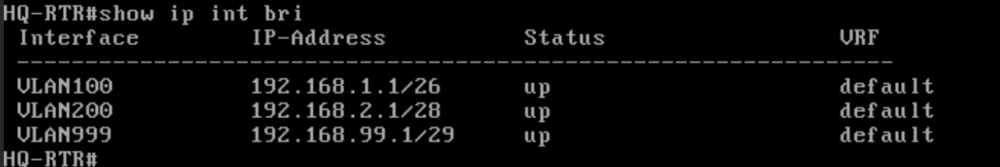 HQ-RTR#show ip int bri
Interface IP-Address Status VRF
-----------------------------------------------------------------
VLAN100 192.168.1.1/26 up default
VLAN200 192.168.2.1/28 up default
VLAN999 192.168.99.1/29 up default
HQ-RTR#